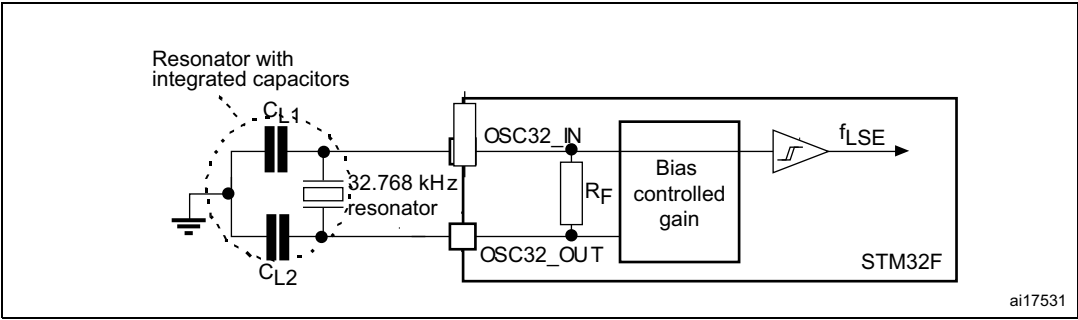 Resonator with
integrated capacitors
CL1
OSC32_IN
fLSE
32.768 kHz
resonator
RF
Bias
controlled
gain
OSC32_OUT
CL2
STM32F
ai17531